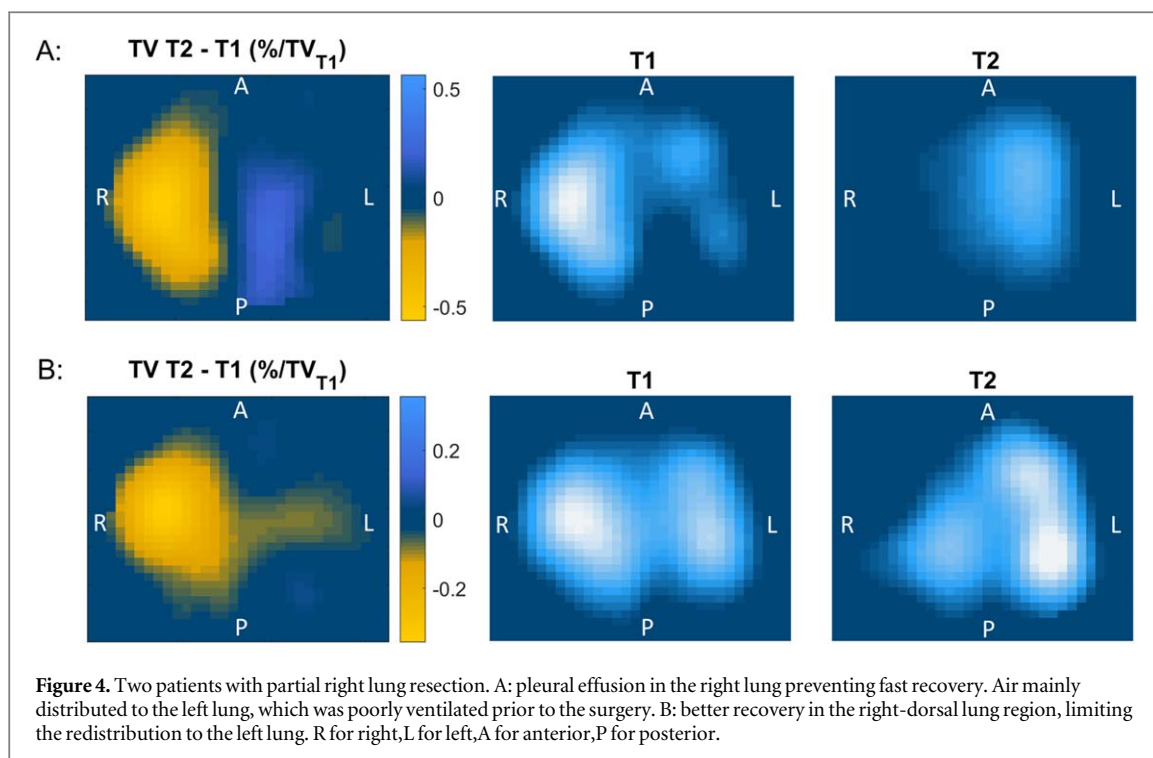 A:
TV T2 - T1 (%/TV_T1)
T1
T2
A
R
L
P
0.5
0
-0.5
A
R
L
P
A
R
L
P
B:
TV T2 - T1 (%/TV_T1)
T1
T2
A
R
L
P
0.2
0
-0.2
A
R
L
P
A
R
L
P
Figure 4. Two patients with partial right lung resection. A: pleural effusion in the right lung preventing fast recovery. Air mainly
distributed to the left lung, which was poorly ventilated prior to the surgery. B: better recovery in the right-dorsal lung region, limiting
the redistribution to the left lung. R for right,L for left,A for anterior,P for posterior.